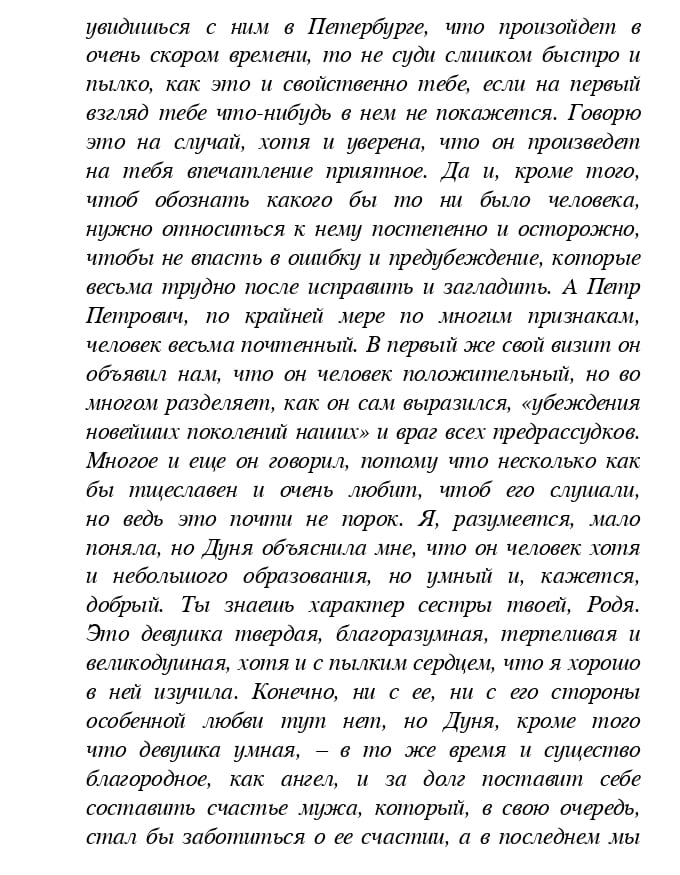 увидишься с ним в Петербурге, что произойдет в
очень скором времени, то не суди слишком быстро и
пылко, как это и свойственно тебе, если на первый
взгляд тебе что-нибудь в нем не покажется. Говорю
это на случай, хотя и уверена, что он произведет
на тебя впечатление приятное. Да и, кроме того,
чтоб обознать какого бы то ни было человека,
нужно относиться к нему постепенно и осторожно,
чтобы не впасть в ошибку и предубеждение, которые
весьма трудно после исправить и загладить. А Петр
Петрович, по крайней мере по многим признакам,
человек весьма почтенный. В первый же свой визит он
объявил нам, что он человек положительный, но во
многом разделяет, как он сам выразился, «убеждения
новейших поколений наших» и враг всех предрассудков.
Многое и еще он говорил, потому что несколько как
бы тщеславен и очень любит, чтоб его слушали,
но ведь это почти не порок. Я, разумеется, мало
поняла, но Дуня объяснила мне, что он человек хотя
и небольшого образования, но умный и, кажется,
добрый. Ты знаешь характер сестры твоей, Родя.
Это девушка твердая, благоразумная, терпеливая и
великодушная, хотя и с пылким сердцем, что я хорошо
в ней изучила. Конечно, ни с ее, ни с его стороны
особенной любви тут нет, но Дуня, кроме того
что девушка умная, – в то же время и существо
благородное, как ангел, и за долг поставит себе
составить счастье мужа, который, в свою очередь,
стал бы заботиться о ее счастии, а в последнем мы